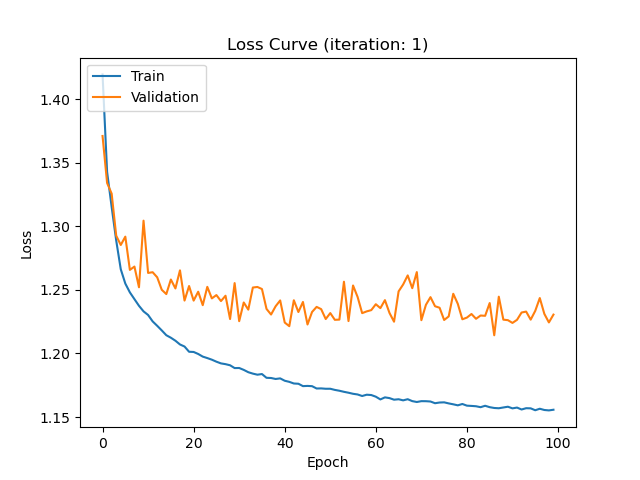 Loss Curve (iteration: 1)
Train
Validation
1.40
1.35
1.30
1.25
1.20
1.15
Loss
0 20 40 60 80 100
Epoch